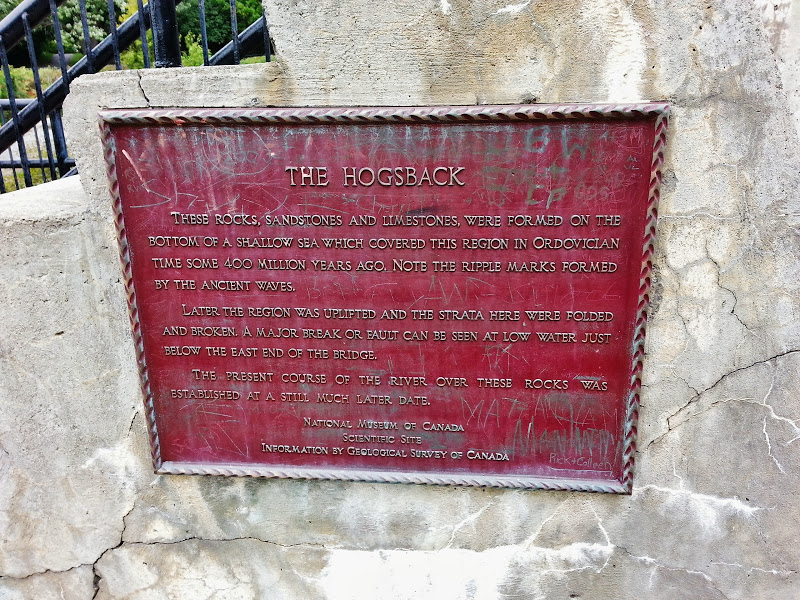 THE HOGSBACK
THESE ROCKS, SANDSTONES AND LIMESTONES, WERE FORMED ON THE
BOTTOM OF A SHALLOW SEA WHICH COVERED THIS REGION IN ORDOVICIAN
TIME SOME 400 MILLION YEARS AGO. NOTE THE RIPPLE MARKS FORMED
BY THE ANCIENT WAVES.
LATER THE REGION WAS UPLIFTED AND THE STRATA HERE WERE FOLDED
AND BROKEN. A MAJOR BREAK OR FAULT CAN BE SEEN AT LOW WATER JUST
BELOW THE EAST END OF THE BRIDGE.
THE PRESENT COURSE OF THE RIVER OVER THESE ROCKS WAS
ESTABLISHED AT A STILL MUCH LATER DATE.
NATIONAL MUSEUM OF CANADA
SCIENTIFIC SITE
INFORMATION BY GEOLOGICAL SURVEY OF CANADA
Rick + Colleen